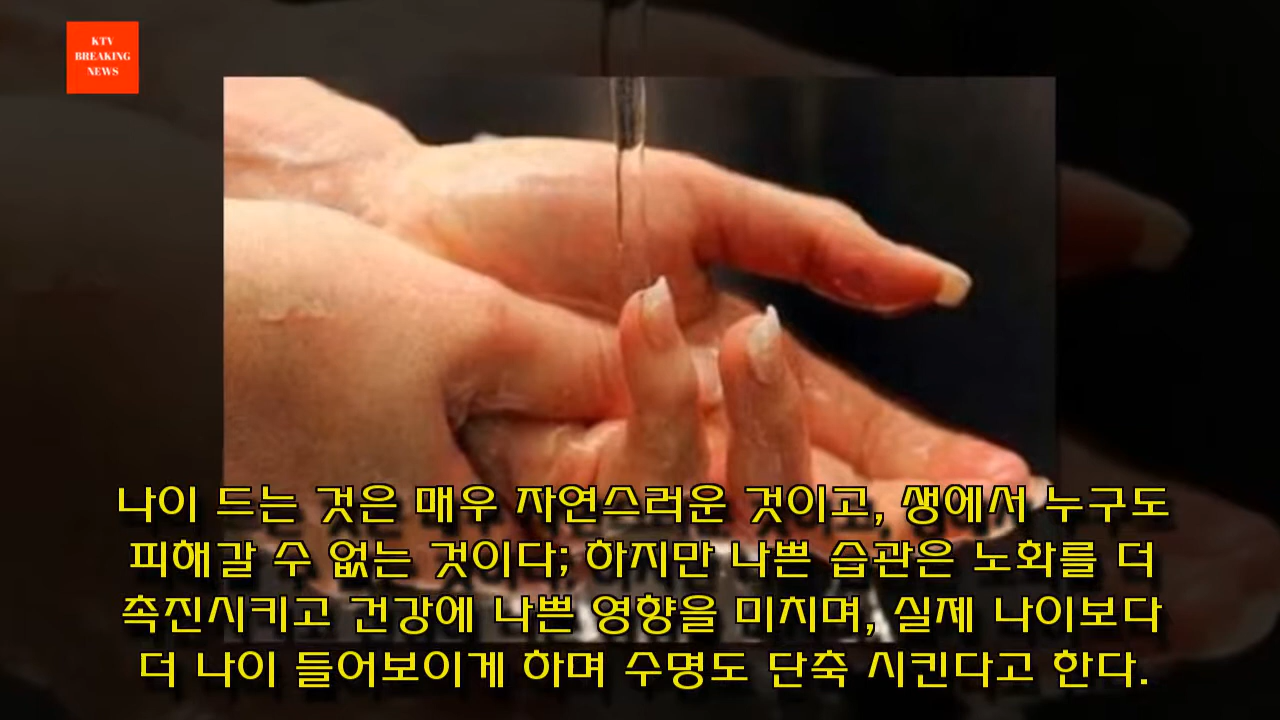 KTV
BREAKING
NEWS
나이 드는 것은 매우 자연스러운 것이고, 생에서 누구도
피해갈 수 없는 것이다; 하지만 나쁜 습관은 노화를 더
촉진시키고 건강에 나쁜 영향을 미치며, 실제 나이보다
더 나이 들어보이게 하며 수명도 단축 시킨다고 한다.